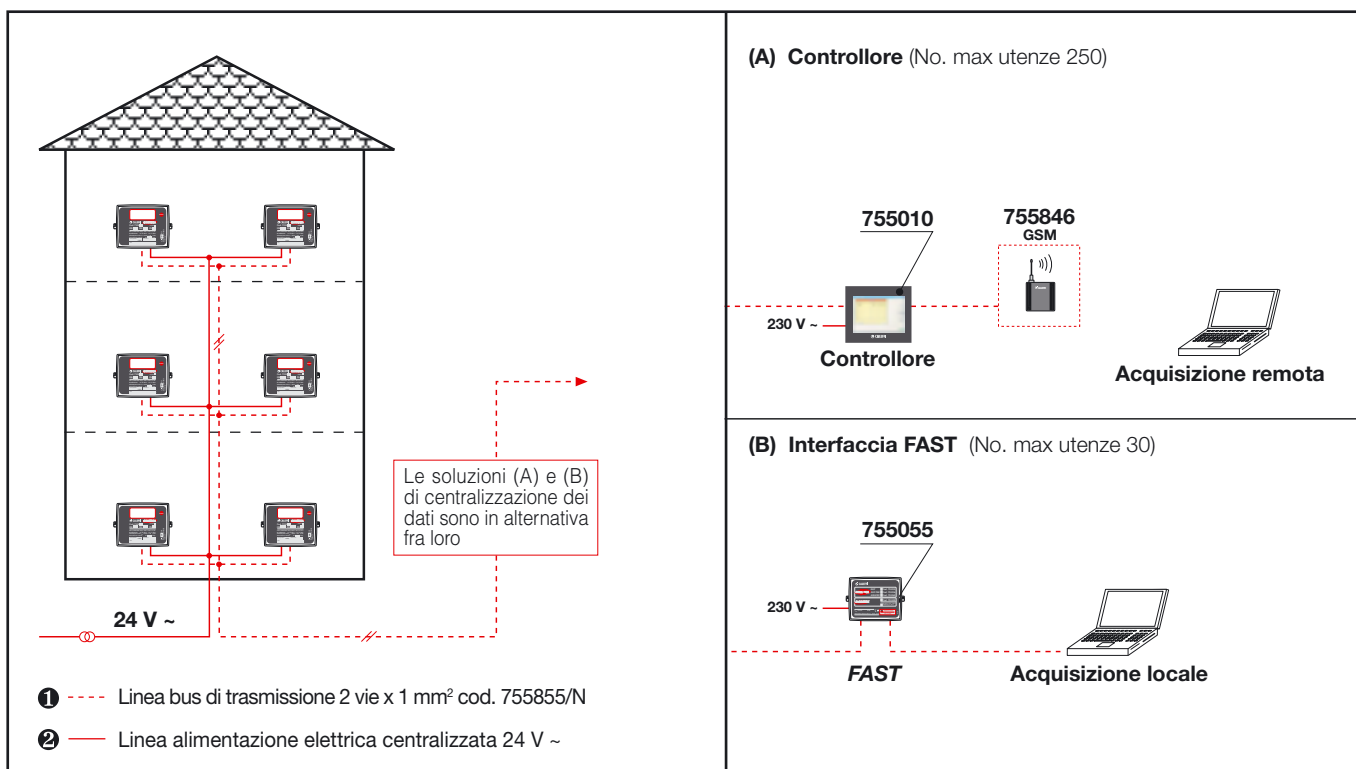 Le soluzioni (A) e (B)
di centralizzazione dei
dati sono in alternativa
fra loro
24 V ~
❶ Linea bus di trasmissione 2 vie x 1 mm² cod. 755855/N
❷ Linea alimentazione elettrica centralizzata 24 V ~
(A) Controllore (No. max utenze 250)
755010
755846
GSM
230 V ~
Controllore
Acquisizione remota
(B) Interfaccia FAST (No. max utenze 30)
755055
230 V ~
FAST
Acquisizione locale